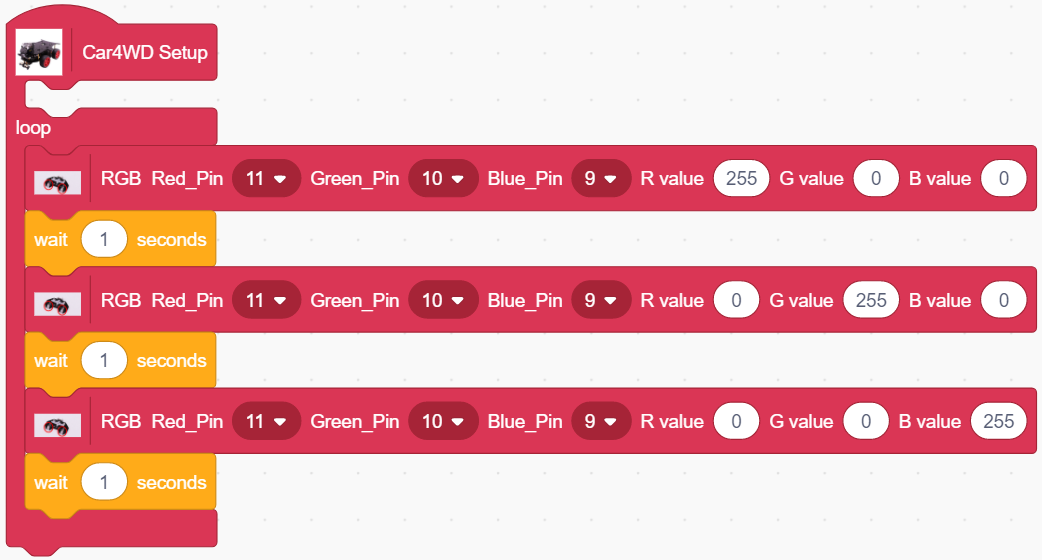 Car4WD Setup
loop
RGB Red_Pin 11 Green_Pin 10 Blue_Pin 9 R value 255 G value 0 B value 0
wait 1 seconds
RGB Red_Pin 11 Green_Pin 10 Blue_Pin 9 R value 0 G value 255 B value 0
wait 1 seconds
RGB Red_Pin 11 Green_Pin 10 Blue_Pin 9 R value 0 G value 0 B value 255
wait 1 seconds